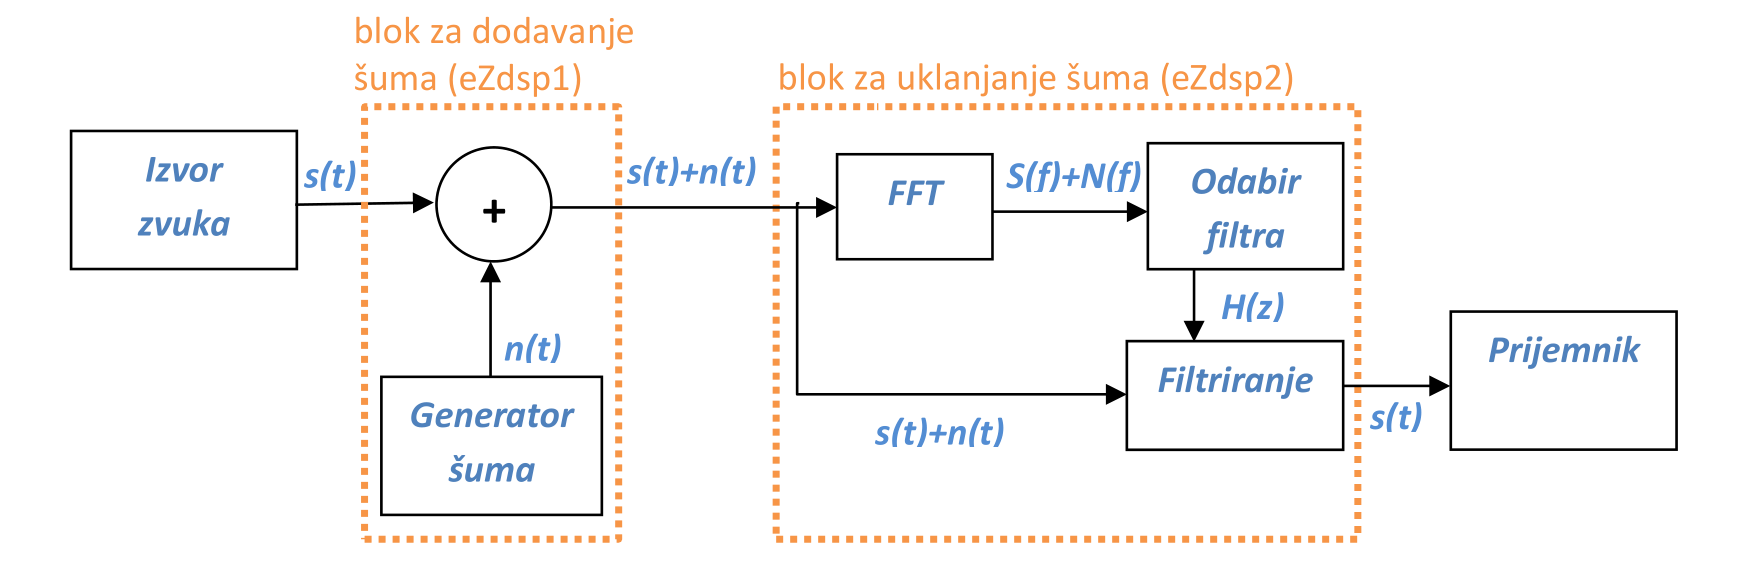 blok za dodavanje
šuma (eZdsp1)
blok za uklanjanje šuma (eZdsp2)
Izvor
zvuka
s(t)
+
n(t)
Generator
šuma
s(t)+n(t)
FFT
S(f)+N(f)
Odabir
filtra
H(z)
s(t)+n(t)
Filtriranje
s(t)
Prijemnik